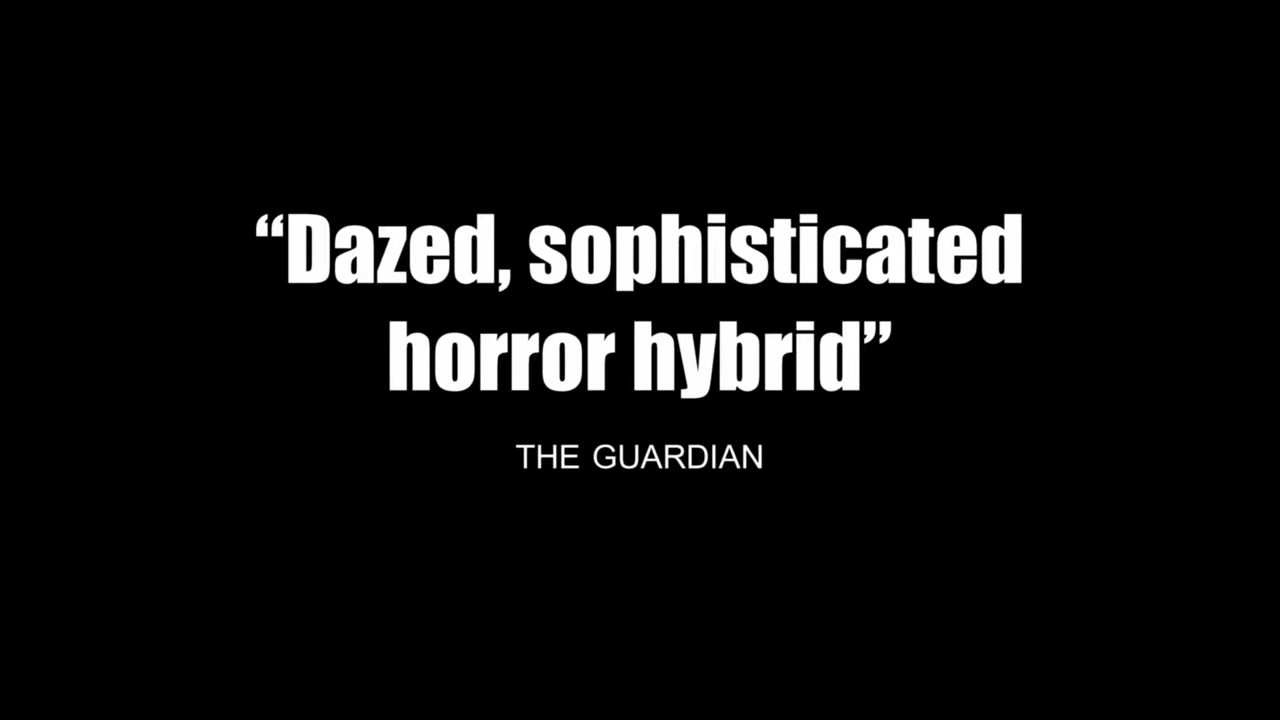 “Dazed, sophisticated
horror hybrid”
THE GUARDIAN